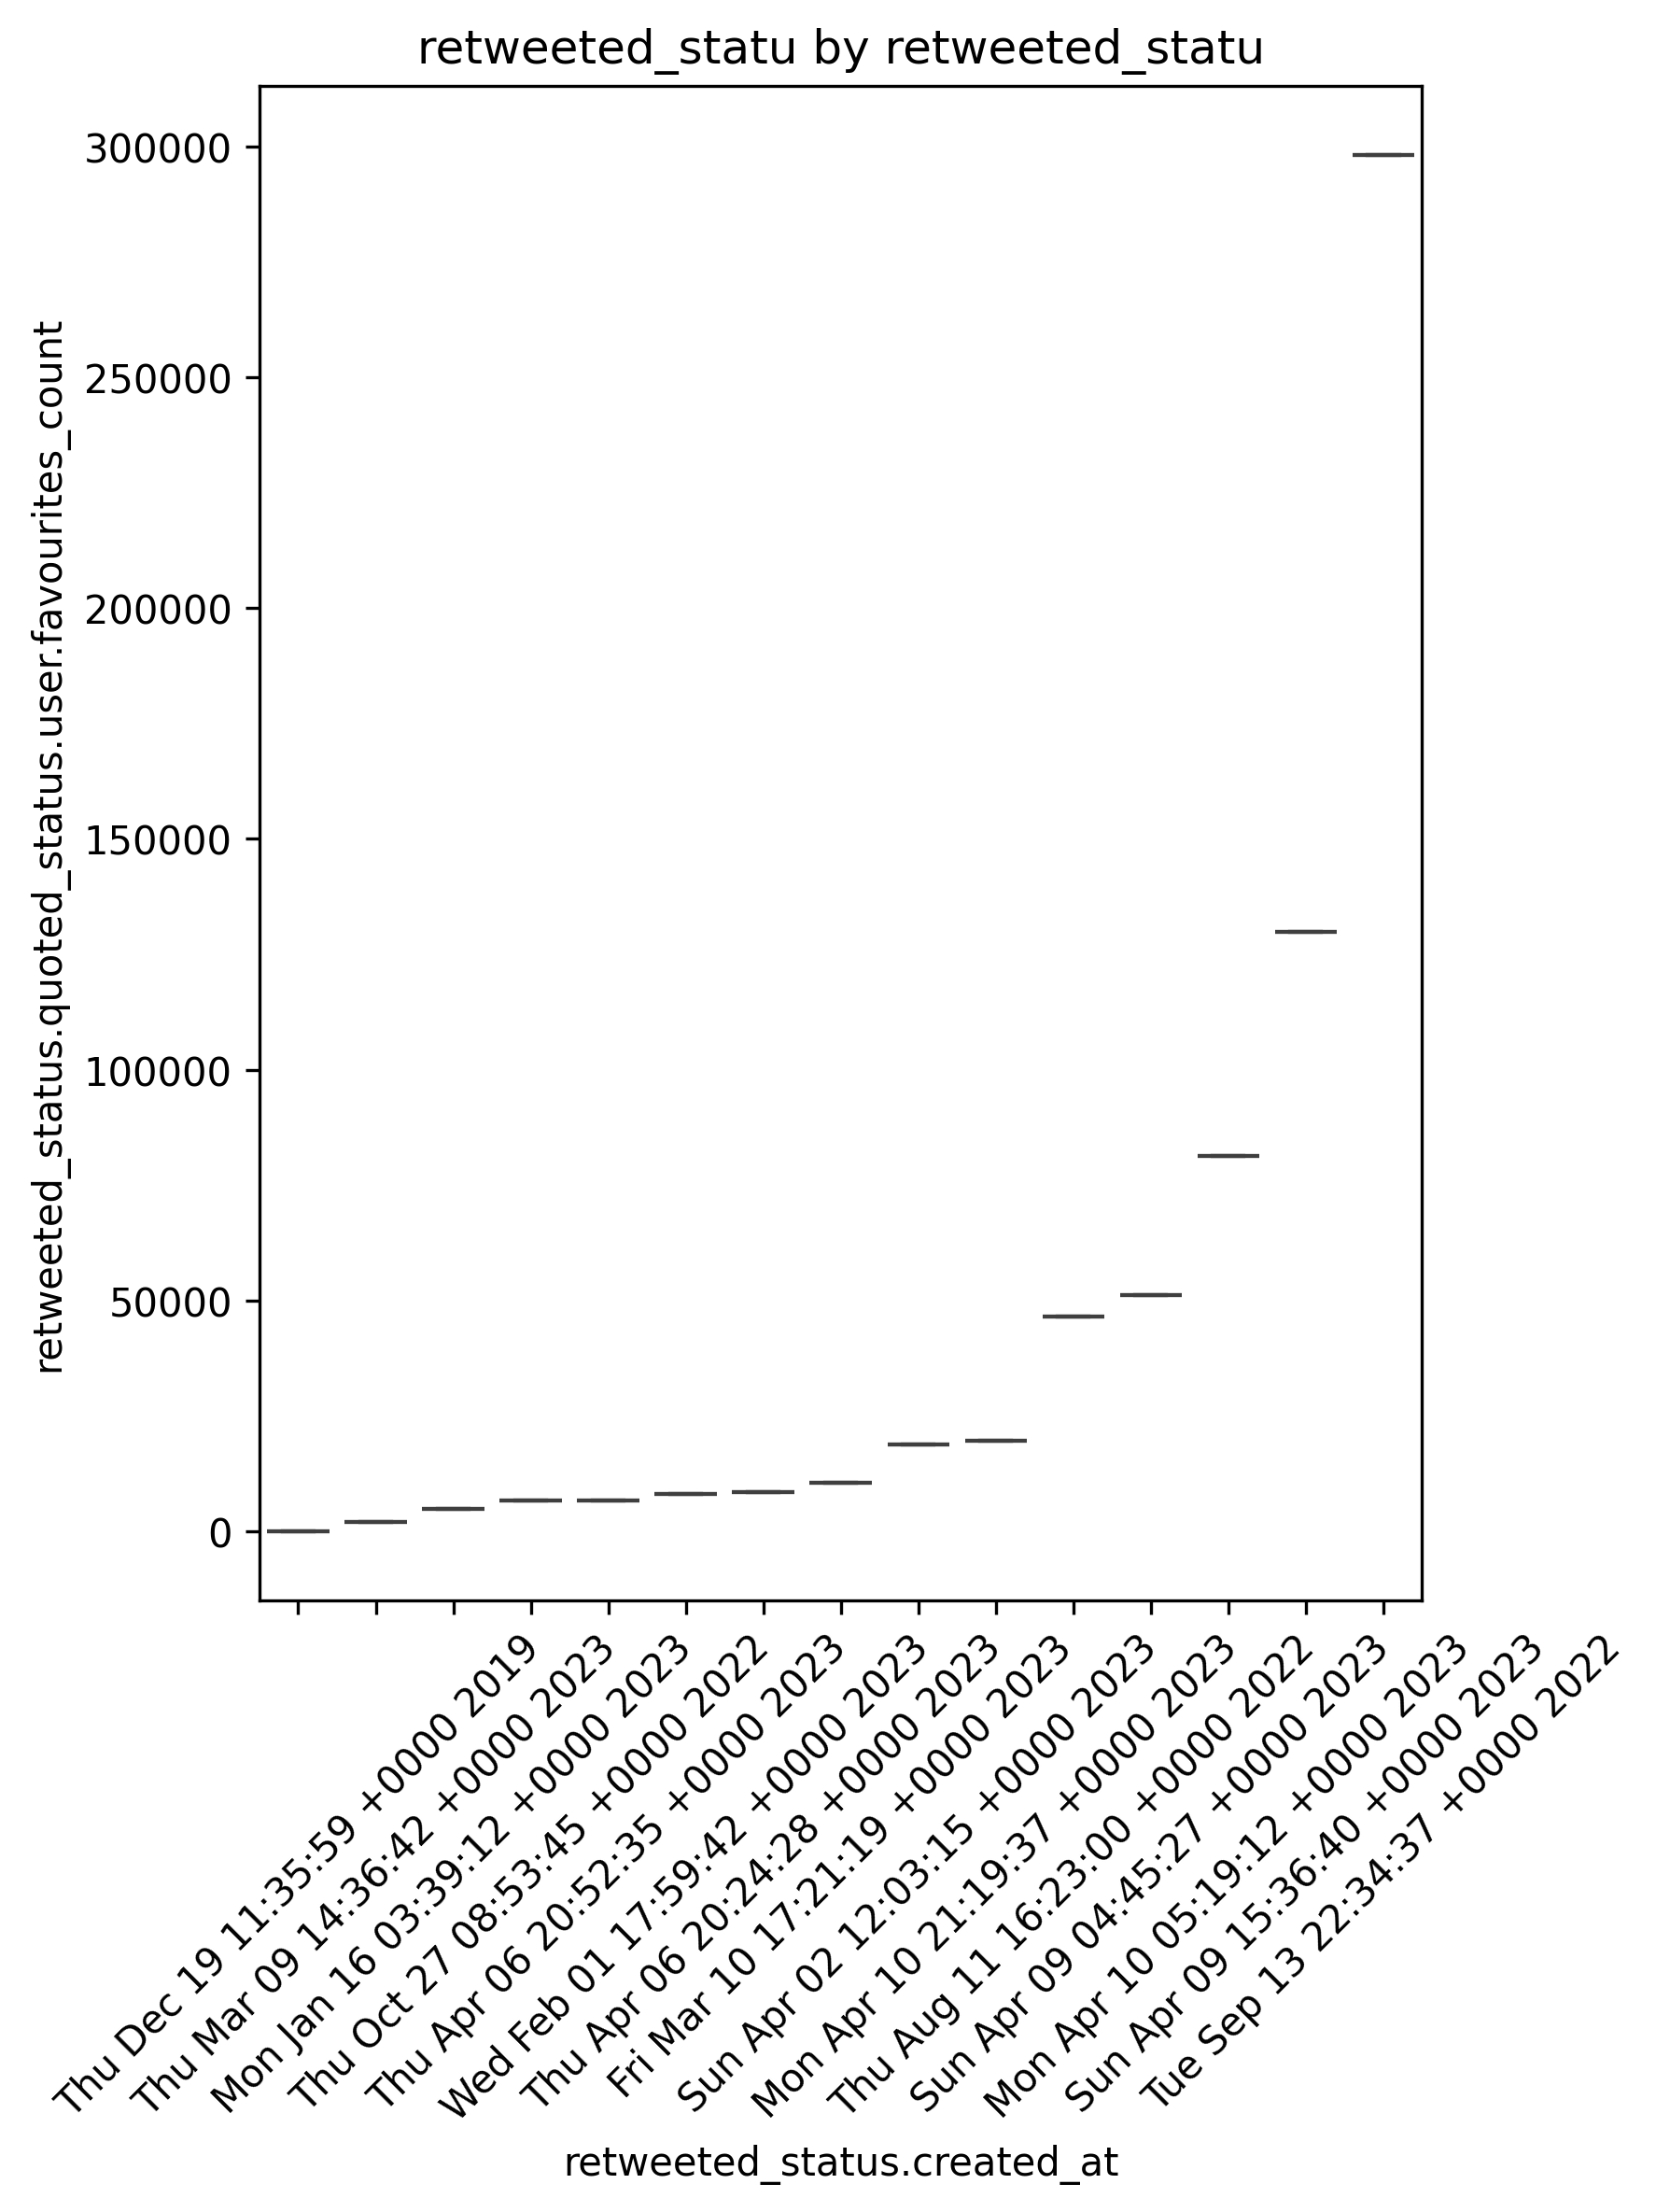 retweeted_statu by retweeted_statu
300000
250000
200000
150000
100000
50000
0
retweeted_status.quoted_status.user.favourites_count
Thu Dec 19 11:35:59 +0000 2019
Thu Mar 09 14:36:42 +0000 2023
Mon Jan 16 03:39:12 +0000 2023
Thu Oct 27 08:53:45 +0000 2022
Thu Apr 06 20:52:35 +0000 2023
Wed Feb 01 17:59:42 +0000 2023
Thu Apr 06 20:24:28 +0000 2023
Fri Mar 10 17:21:19 +0000 2023
Sun Apr 02 12:03:15 +0000 2023
Mon Apr 10 21:19:37 +0000 2023
Thu Aug 11 16:23:00 +0000 2022
Sun Apr 09 04:45:27 +0000 2023
Mon Apr 10 05:19:12 +0000 2023
Sun Apr 09 15:36:40 +0000 2023
Tue Sep 13 22:34:37 +0000 2022
retweeted_status.created_at